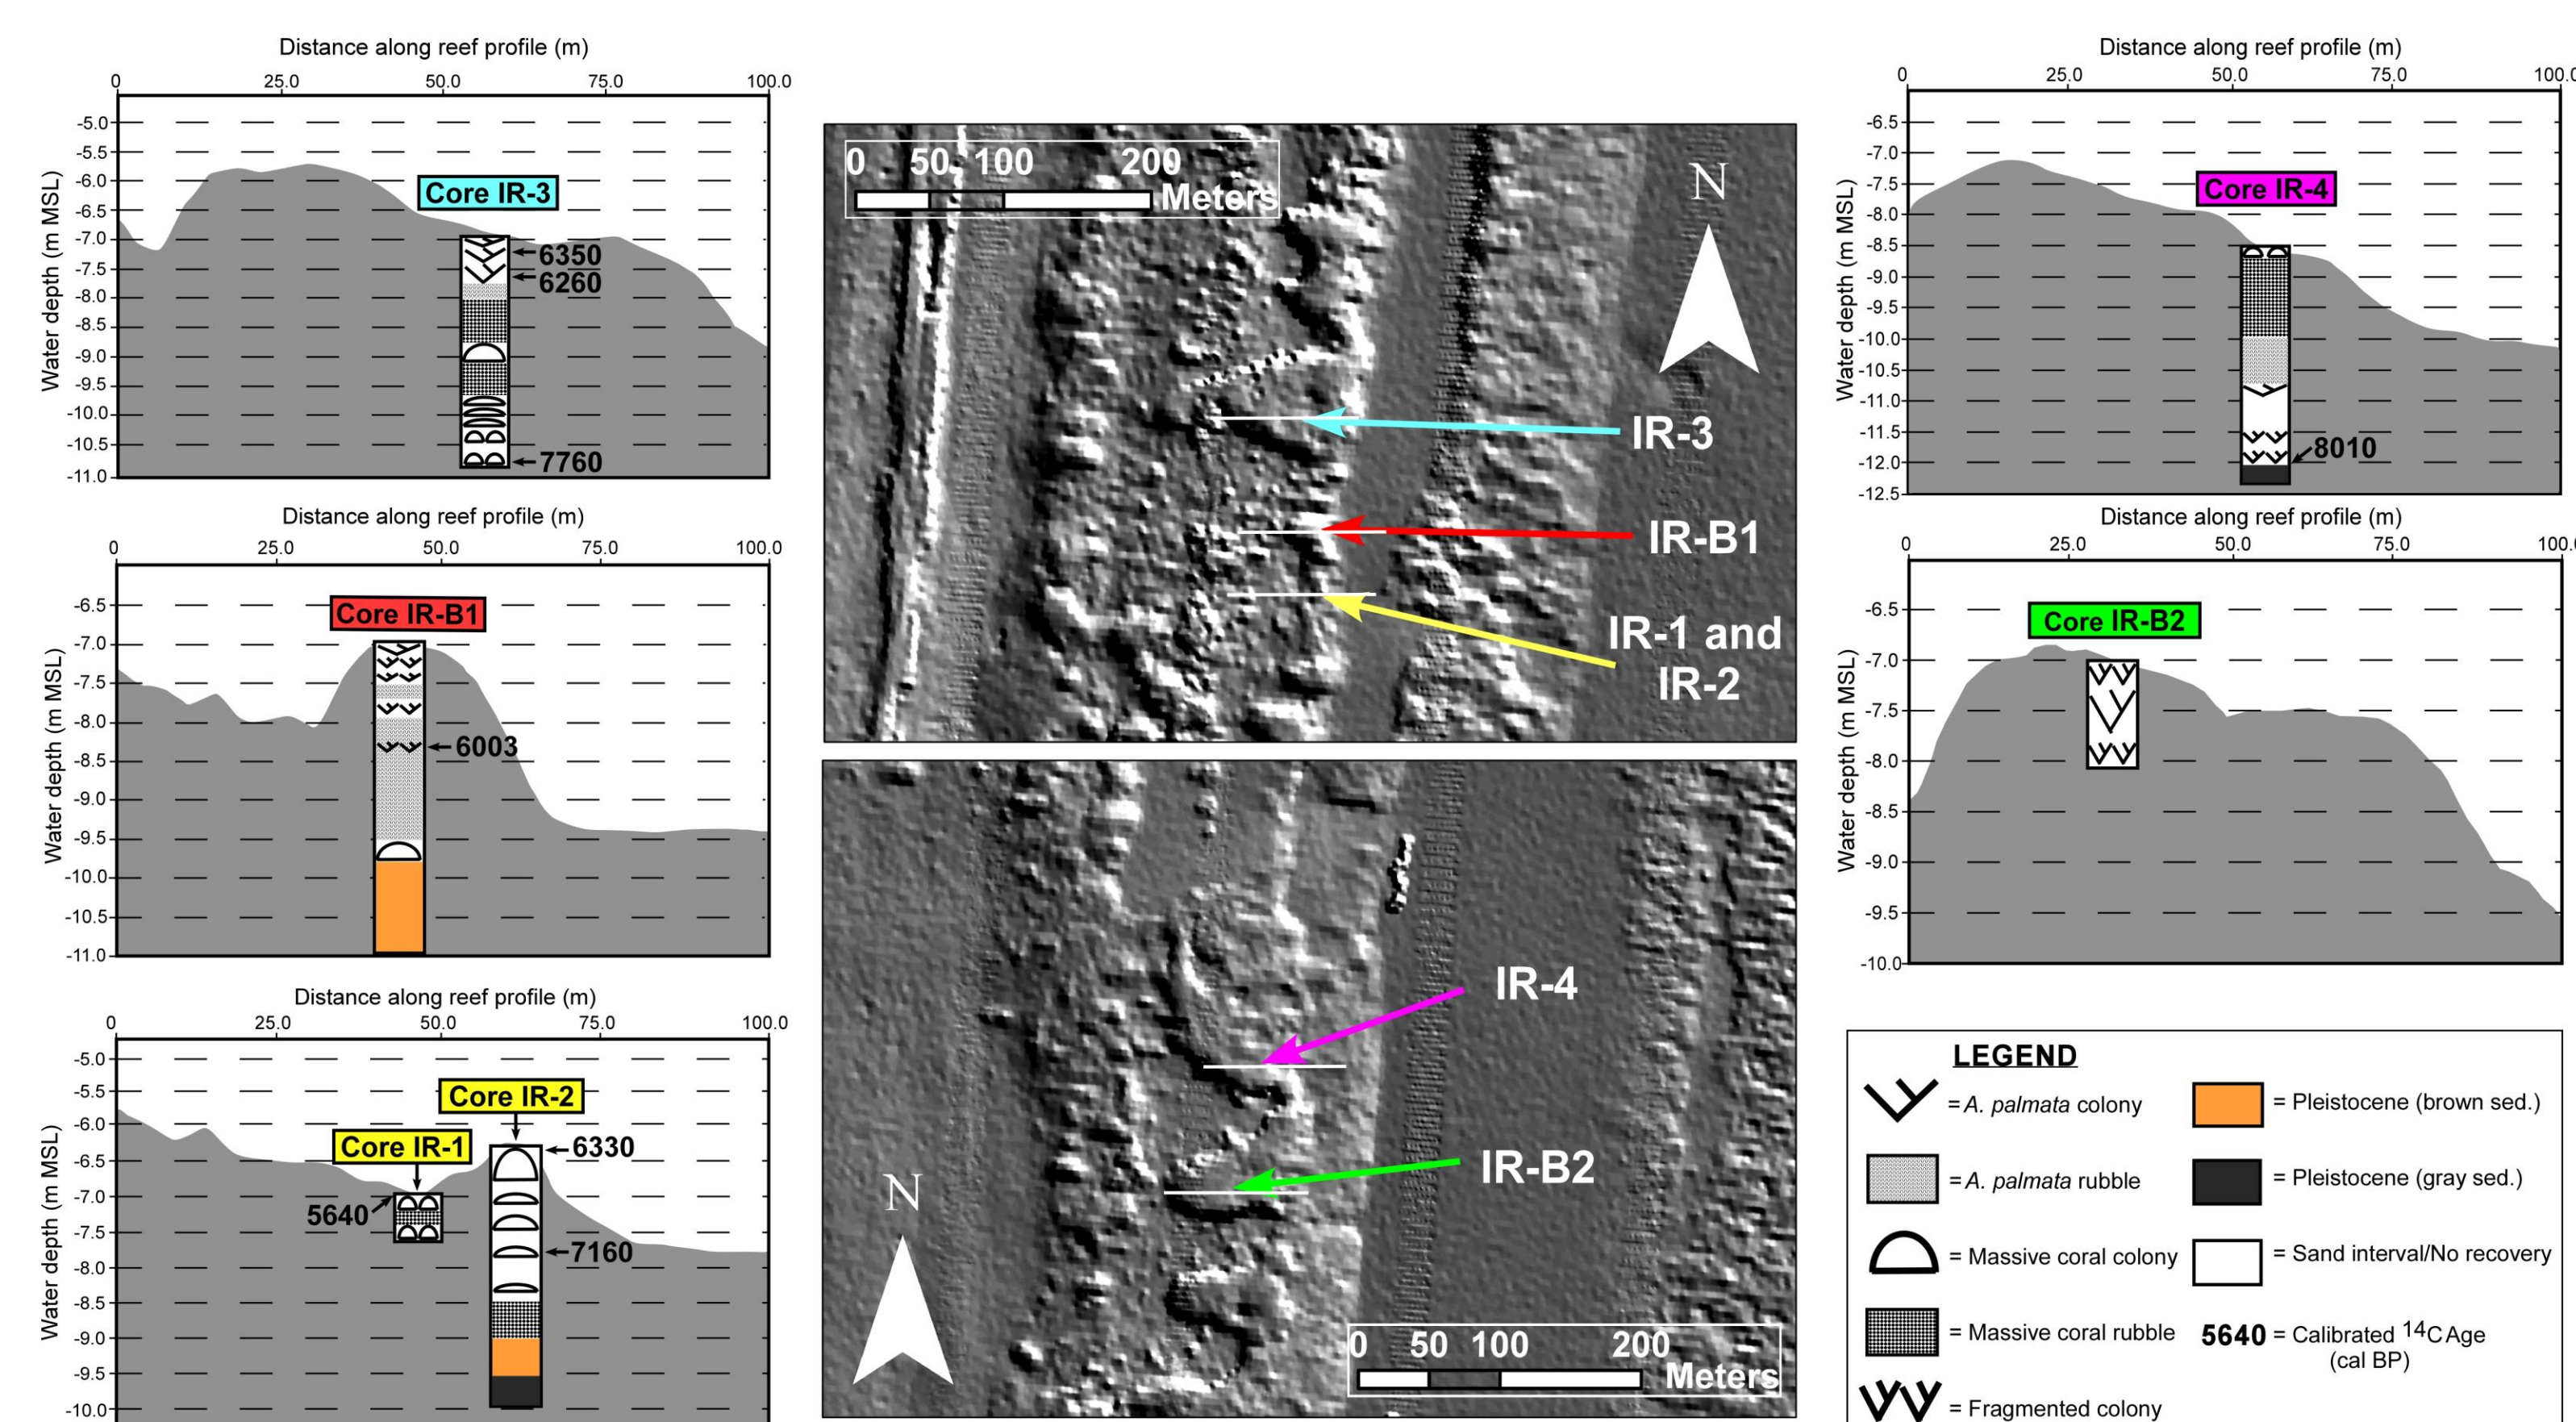 Distance along reef profile (m)
0 25.0 50.0 75.0 100.0
Water depth (m MSL)
-5.0
-5.5
-6.0
-6.5
-7.0
-7.5
-8.0
-8.5
-9.0
-9.5
-10.0
-10.5
-11.0
Core IR-3
6350
6260
7760
Distance along reef profile (m)
0 25.0 50.0 75.0 100.0
Water depth (m MSL)
-6.5
-7.0
-7.5
-8.0
-8.5
-9.0
-9.5
-10.0
-10.5
-11.0
Core IR-B1
6003
Distance along reef profile (m)
0 25.0 50.0 75.0 100.0
Water depth (m MSL)
-5.0
-5.5
-6.0
-6.5
-7.0
-7.5
-8.0
-8.5
-9.0
-9.5
-10.0
Core IR-2
Core IR-1
6330
5640
7160
0 50 100 200
Meters
N
IR-3
IR-B1
IR-1 and
IR-2
IR-4
IR-B2
N
0 50 100 200
Meters
Distance along reef profile (m)
0 25.0 50.0 75.0 100.0
Water depth (m MSL)
-6.5
-7.0
-7.5
-8.0
-8.5
-9.0
-9.5
-10.0
-10.5
-11.0
-11.5
-12.0
-12.5
Core IR-4
8010
Distance along reef profile (m)
0 25.0 50.0 75.0 100.0
Water depth (m MSL)
-6.5
-7.0
-7.5
-8.0
-8.5
-9.0
-9.5
-10.0
Core IR-B2
LEGEND
= A. palmata colony
= A. palmata rubble
= Massive coral colony
= Massive coral rubble
= Fragmented colony
= Pleistocene (brown sed.)
= Pleistocene (gray sed.)
= Sand interval/No recovery
5640 = Calibrated 14C Age
(cal BP)